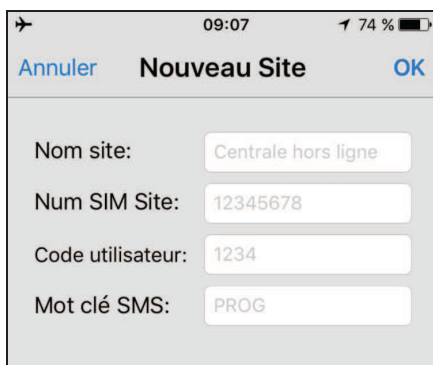 09:07 74 %
Annuler Nouveau Site OK
Nom site: Centrale hors ligne
Num SIM Site: 12345678
Code utilisateur: 1234
Mot clé SMS: PROG